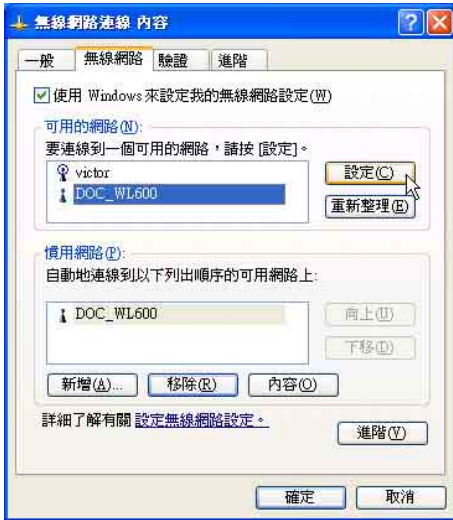 無線網路連線 內容
一般 無線網路 驗證 進階
使用 Windows 來設定我的無線網路設定(W)
可用的網路(N):
要連線到一個可用的網路，請按 [設定]。
victor
設定(C)
DOC_WL600
重新整理(E)
慣用網路(P):
自動地連線到以下列出順序的可用網路上:
DOC_WL600
向上(U)
下移(D)
新增(A)... 移除(R) 內容(O)
詳細了解有關 設定無線網路設定。
進階(V)
確定 取消